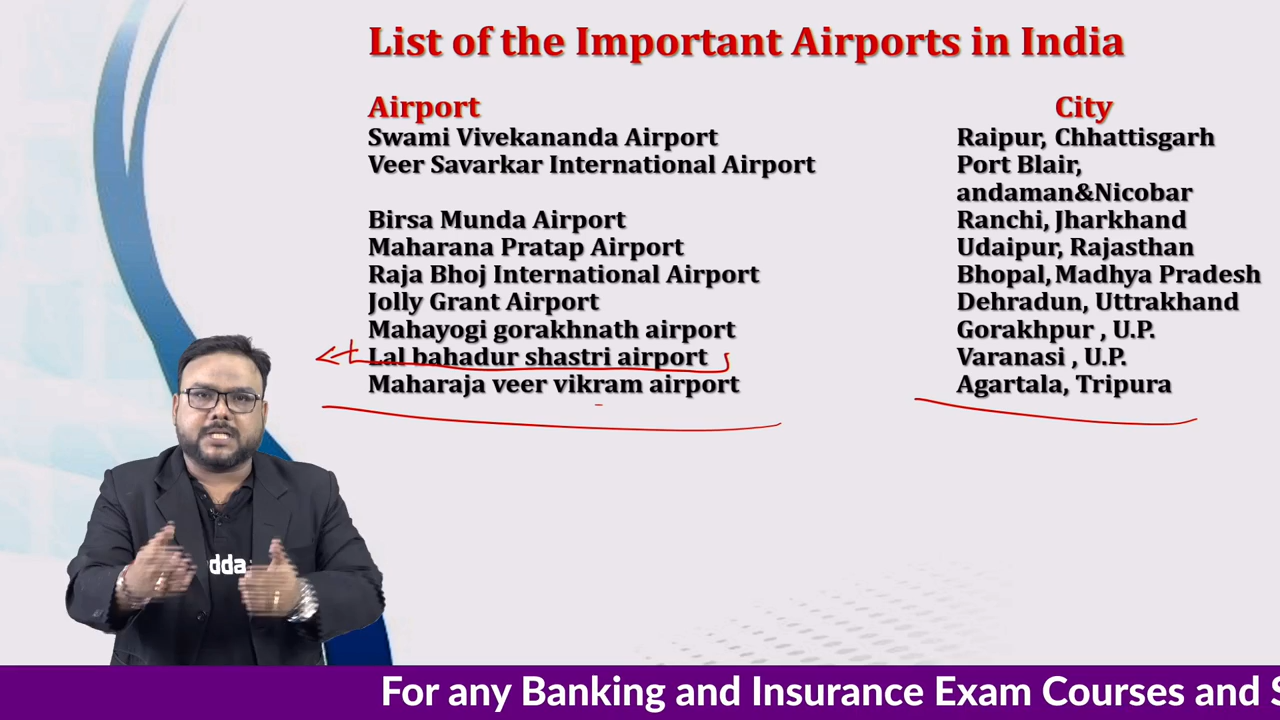 List of the Important Airports in India
Airport City
Swami Vivekananda Airport Raipur, Chhattisgarh
Veer Savarkar International Airport Port Blair,
andaman&Nicobar
Birsa Munda Airport Ranchi, Jharkhand
Maharana Pratap Airport Udaipur, Rajasthan
Raja Bhoj International Airport Bhopal, Madhya Pradesh
Jolly Grant Airport Dehradun, Uttrakhand
Mahayogi gorakhnath airport Gorakhpur , U.P.
Lal bahadur shastri airport Varanasi , U.P.
Maharaja veer vikram airport Agartala, Tripura
dda
For any Banking and Insurance Exam Courses and S